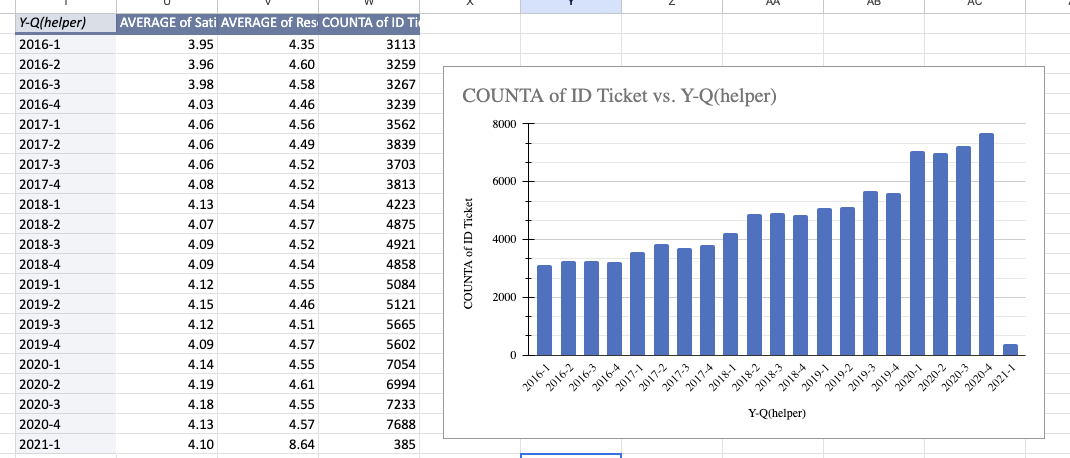 T U V W X Y Z AA AB AC
Y-Q(helper) AVERAGE of Sati AVERAGE of Res COUNTA of ID Ti
2016-1 3.95 4.35 3113
2016-2 3.96 4.60 3259
2016-3 3.98 4.58 3267
2016-4 4.03 4.46 3239
2017-1 4.06 4.56 3562
2017-2 4.06 4.49 3839
2017-3 4.06 4.52 3703
2017-4 4.08 4.52 3813
2018-1 4.13 4.54 4223
2018-2 4.07 4.57 4875
2018-3 4.09 4.52 4921
2018-4 4.09 4.54 4858
2019-1 4.12 4.55 5084
2019-2 4.15 4.46 5121
2019-3 4.12 4.51 5665
2019-4 4.09 4.57 5602
2020-1 4.14 4.55 7054
2020-2 4.19 4.61 6994
2020-3 4.18 4.55 7233
2020-4 4.13 4.57 7688
2021-1 4.10 8.64 385
COUNTA of ID Ticket vs. Y-Q(helper)
COUNTA of ID Ticket
8000
6000
4000
2000
0
2016-1 2016-2 2016-3 2016-4 2017-1 2017-2 2017-3 2017-4 2018-1 2018-2 2018-3 2018-4 2019-1 2019-2 2019-3 2019-4 2020-1 2020-2 2020-3 2020-4 2021-1
Y-Q(helper)